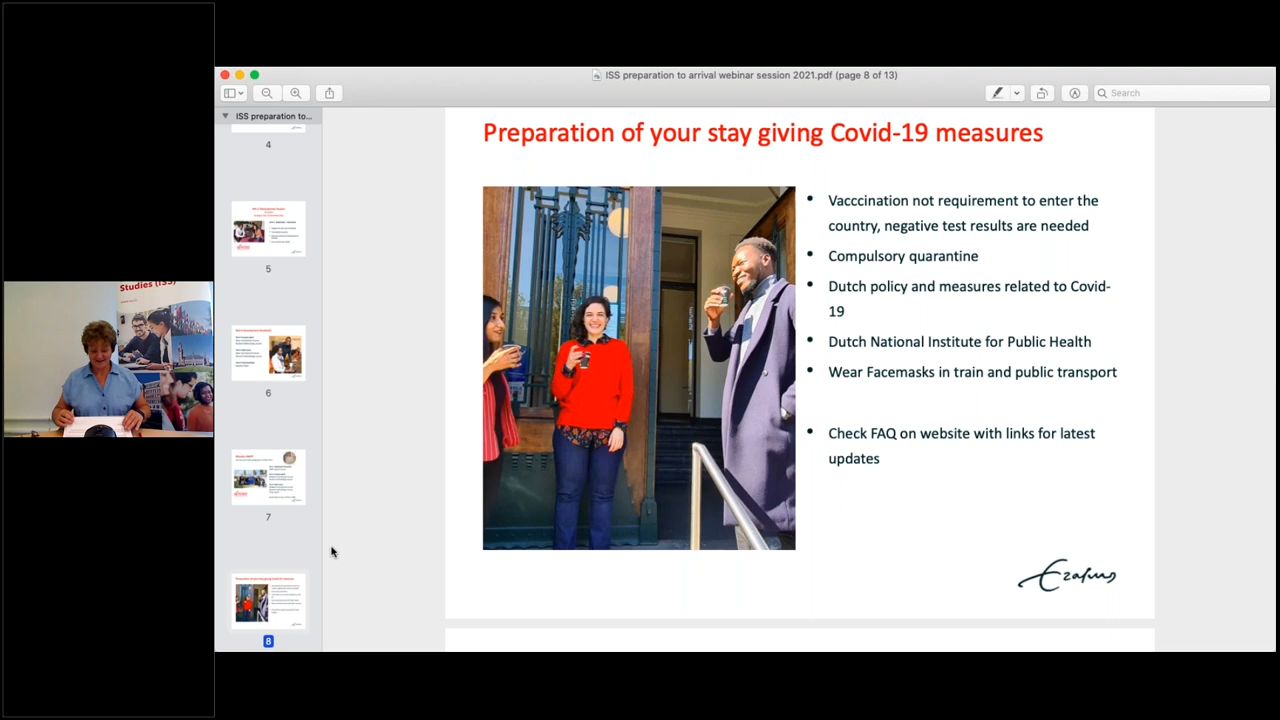 ISS preparation to arrival webinar session 2021.pdf (page 8 of 13)
Search
ISS preparation to...
4
5
6
7
8
Studies (ISS)
Preparation of your stay giving Covid-19 measures
• Vacccination not requirement to enter the
country, negative test results are needed
• Compulsory quarantine
• Dutch policy and measures related to Covid-
19
• Dutch National Institute for Public Health
• Wear Facemasks in train and public transport
• Check FAQ on website with links for latest
updates
Erasmus